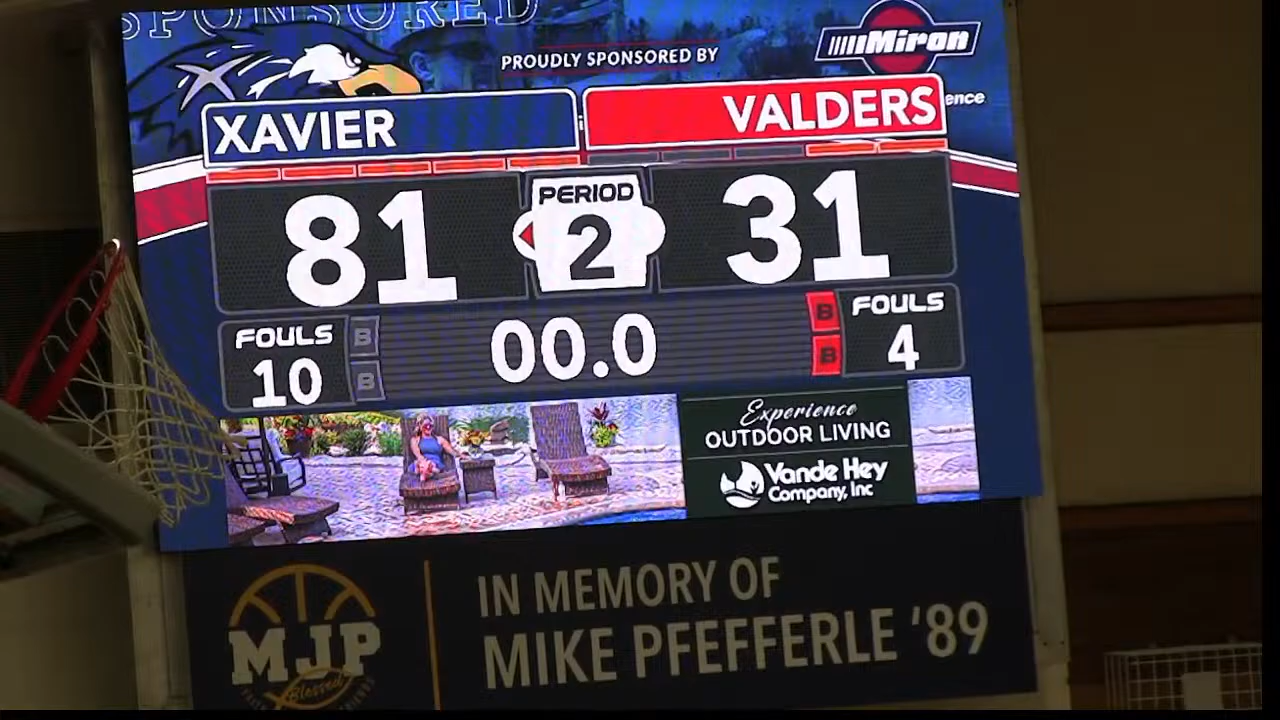 SPONSORED
PROUDLY SPONSORED BY
Miron
ence
XAVIER
VALDERS
81
PERIOD
2
31
FOULS
B
00.0
B
FOULS
10
B
B
4
Experience
OUTDOOR LIVING
Vande Hey
Company, Inc
MJP
Blessed
IN MEMORY OF
MIKE PFEFFERLE '89